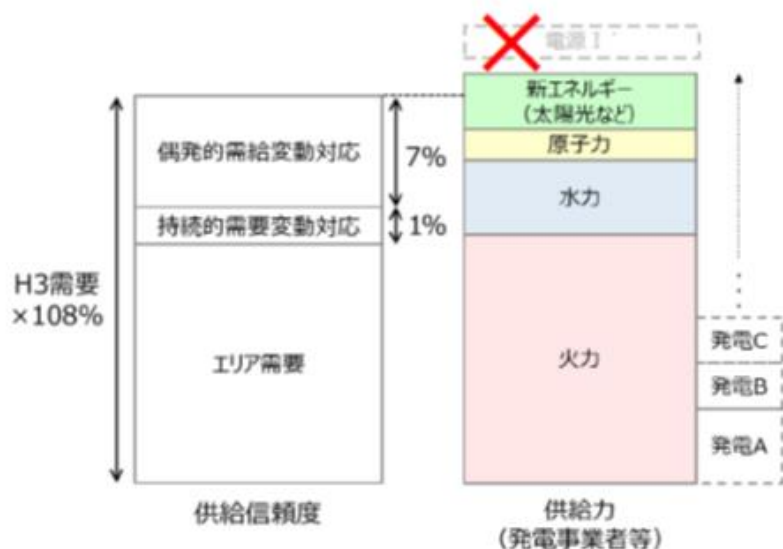 電源Ⅰ´
新エネルギー
(太陽光など)
偶発的需給変動対応
7%
原子力
水力
持続的需要変動対応
1%
H3需要
×108%
エリア需要
火力
発電C
発電B
発電A
供給信頼度
供給力
(発電事業者等)